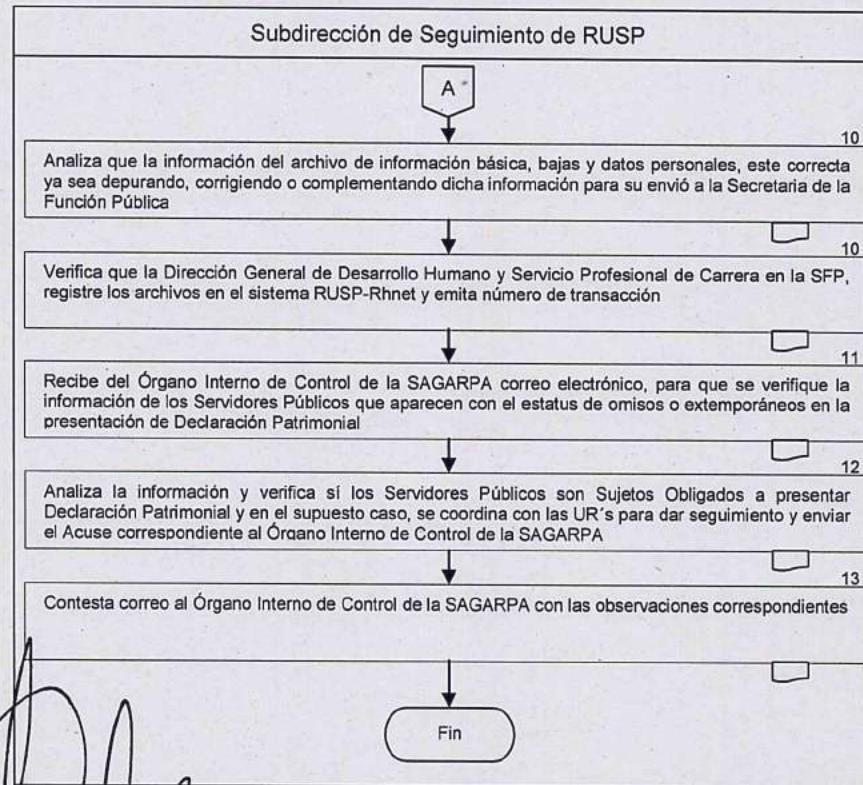 Subdirección de Seguimiento de RUSP
A
10
Analiza que la información del archivo de información básica, bajas y datos personales, este correcta
ya sea depurando, corrigiendo o complementando dicha información para su envió a la Secretaria de la
Función Pública
10
Verifica que la Dirección General de Desarrollo Humano y Servicio Profesional de Carrera en la SFP,
registre los archivos en el sistema RUSP-Rhnet y emita número de transacción
11
Recibe del Órgano Interno de Control de la SAGARPA correo electrónico, para que se verifique la
información de los Servidores Públicos que aparecen con el estatus de omisos o extemporáneos en la
presentación de Declaración Patrimonial
12
Analiza la información y verifica sí los Servidores Públicos son Sujetos Obligados a presentar
Declaración Patrimonial y en el supuesto caso, se coordina con las UR´s para dar seguimiento y enviar
el Acuse correspondiente al Órgano Interno de Control de la SAGARPA
13
Contesta correo al Órgano Interno de Control de la SAGARPA con las observaciones correspondientes
Fin